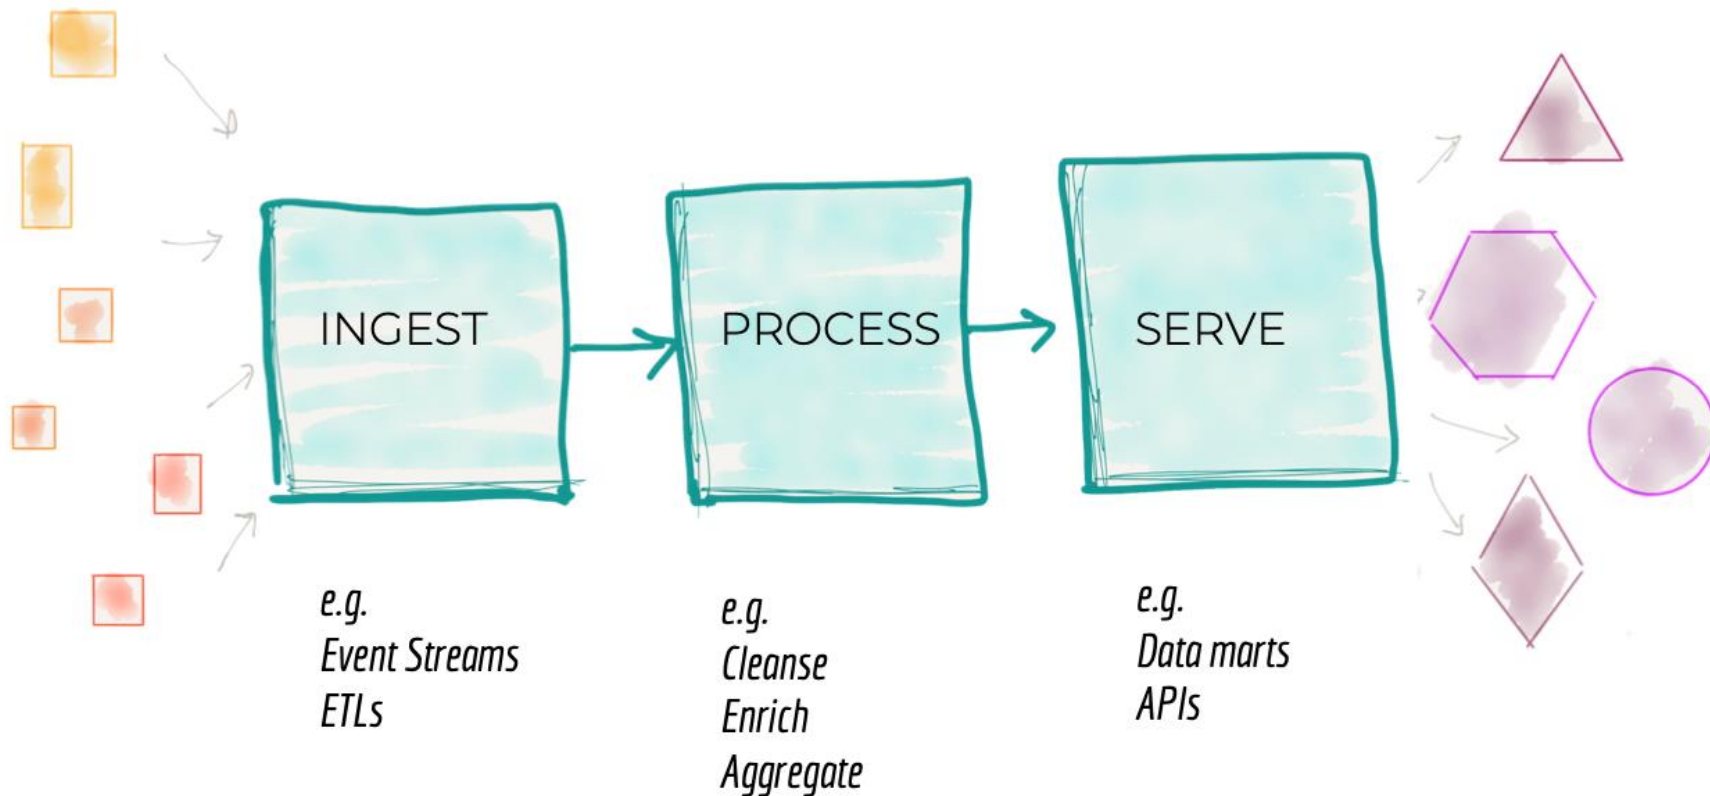 INGEST
PROCESS
SERVE
e.g.
Event Streams
ETLs
e.g.
Cleanse
Enrich
Aggregate
e.g.
Data marts
APIs